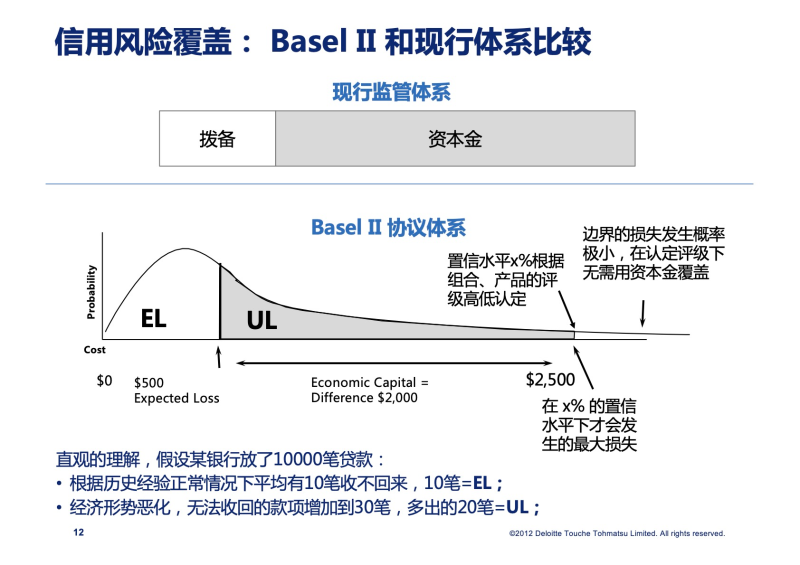 信用风险覆盖： Basel II 和现行体系比较
现行监管体系
拨备
资本金
Basel II 协议体系
边界的损失发生概率
极小，在认定评级下
无需用资本金覆盖
置信水平x%根据
组合、产品的评
级高低认定
Probability
EL
UL
Cost
$0
$500
Expected Loss
Economic Capital =
Difference $2,000
$2,500
在 x% 的置信
水平下才会发
生的最大损失
直观的理解，假设某银行放了10000笔贷款：
• 根据历史经验正常情况下平均有10笔收不回来，10笔=EL；
• 经济形势恶化，无法收回的款项增加到30笔，多出的20笔=UL；
12
©2012 Deloitte Touche Tohmatsu Limited. All rights reserved.